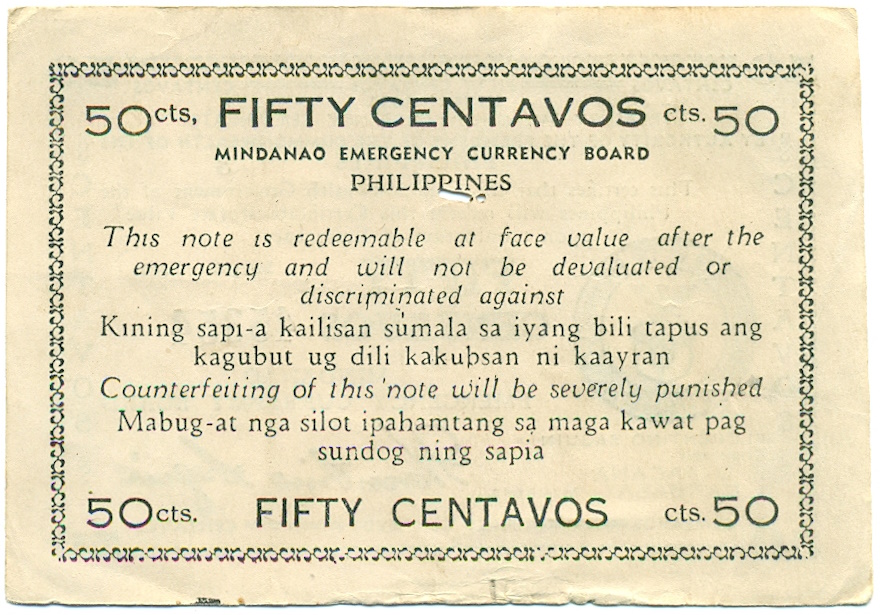 50cts, FIFTY CENTAVOS cts. 50
MINDANAO EMERGENCY CURRENCY BOARD
PHILIPPINES
This note is redeemable at face value after the
emergency and will not be devaluated or
discriminated against
Kining sapi-a kailisan sumala sa iyang bili tapus ang
kagubut ug dili kakubsan ni kaayran
Counterfeiting of this note will be severely punished
Mabug-at nga silot ipahamtang sa maga kawat pag
sundog ning sapia
50cts. FIFTY CENTAVOS cts. 50